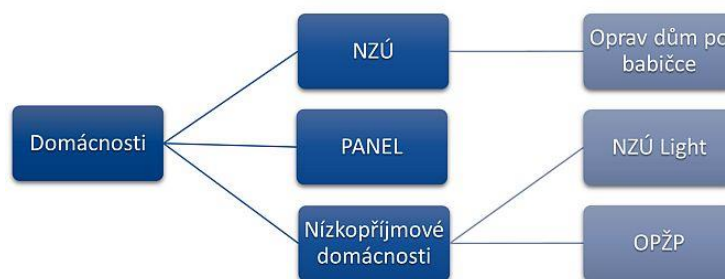 NZÚ
Oprav dům po
babičce
Domácnosti
PANEL
NZÚ Light
Nízkopříjmové
domácnosti
OPŽP